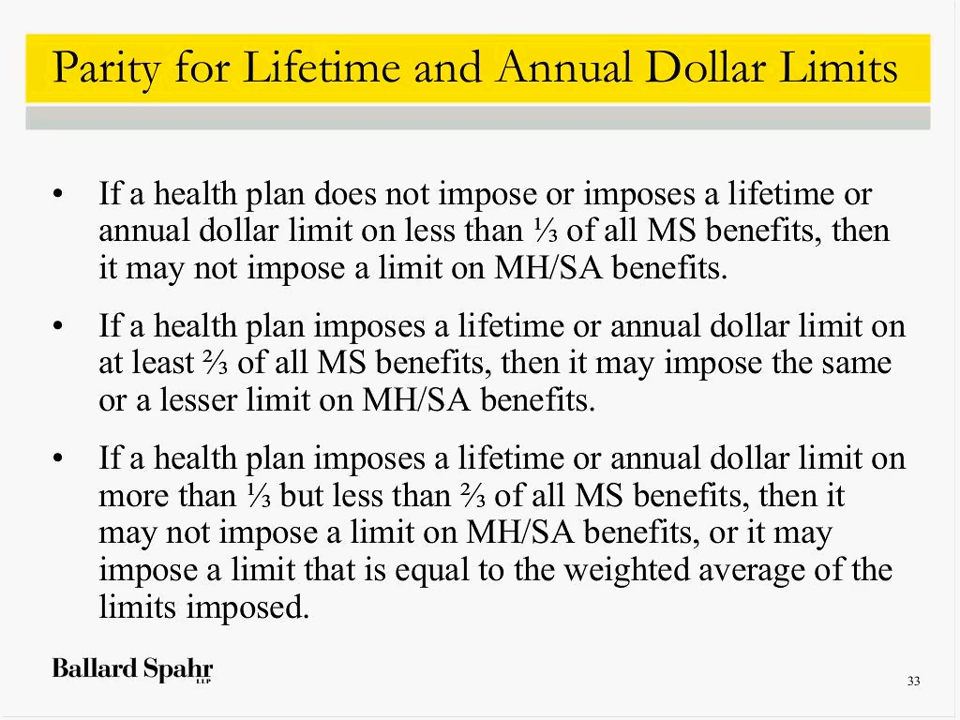 Parity for Lifetime and Annual Dollar Limits
• If a health plan does not impose or imposes a lifetime or
annual dollar limit on less than ⅓ of all MS benefits, then
it may not impose a limit on MH/SA benefits.
• If a health plan imposes a lifetime or annual dollar limit on
at least ⅔ of all MS benefits, then it may impose the same
or a lesser limit on MH/SA benefits.
• If a health plan imposes a lifetime or annual dollar limit on
more than ⅓ but less than ⅔ of all MS benefits, then it
may not impose a limit on MH/SA benefits, or it may
impose a limit that is equal to the weighted average of the
limits imposed.
Ballard Spahr
LLP
33